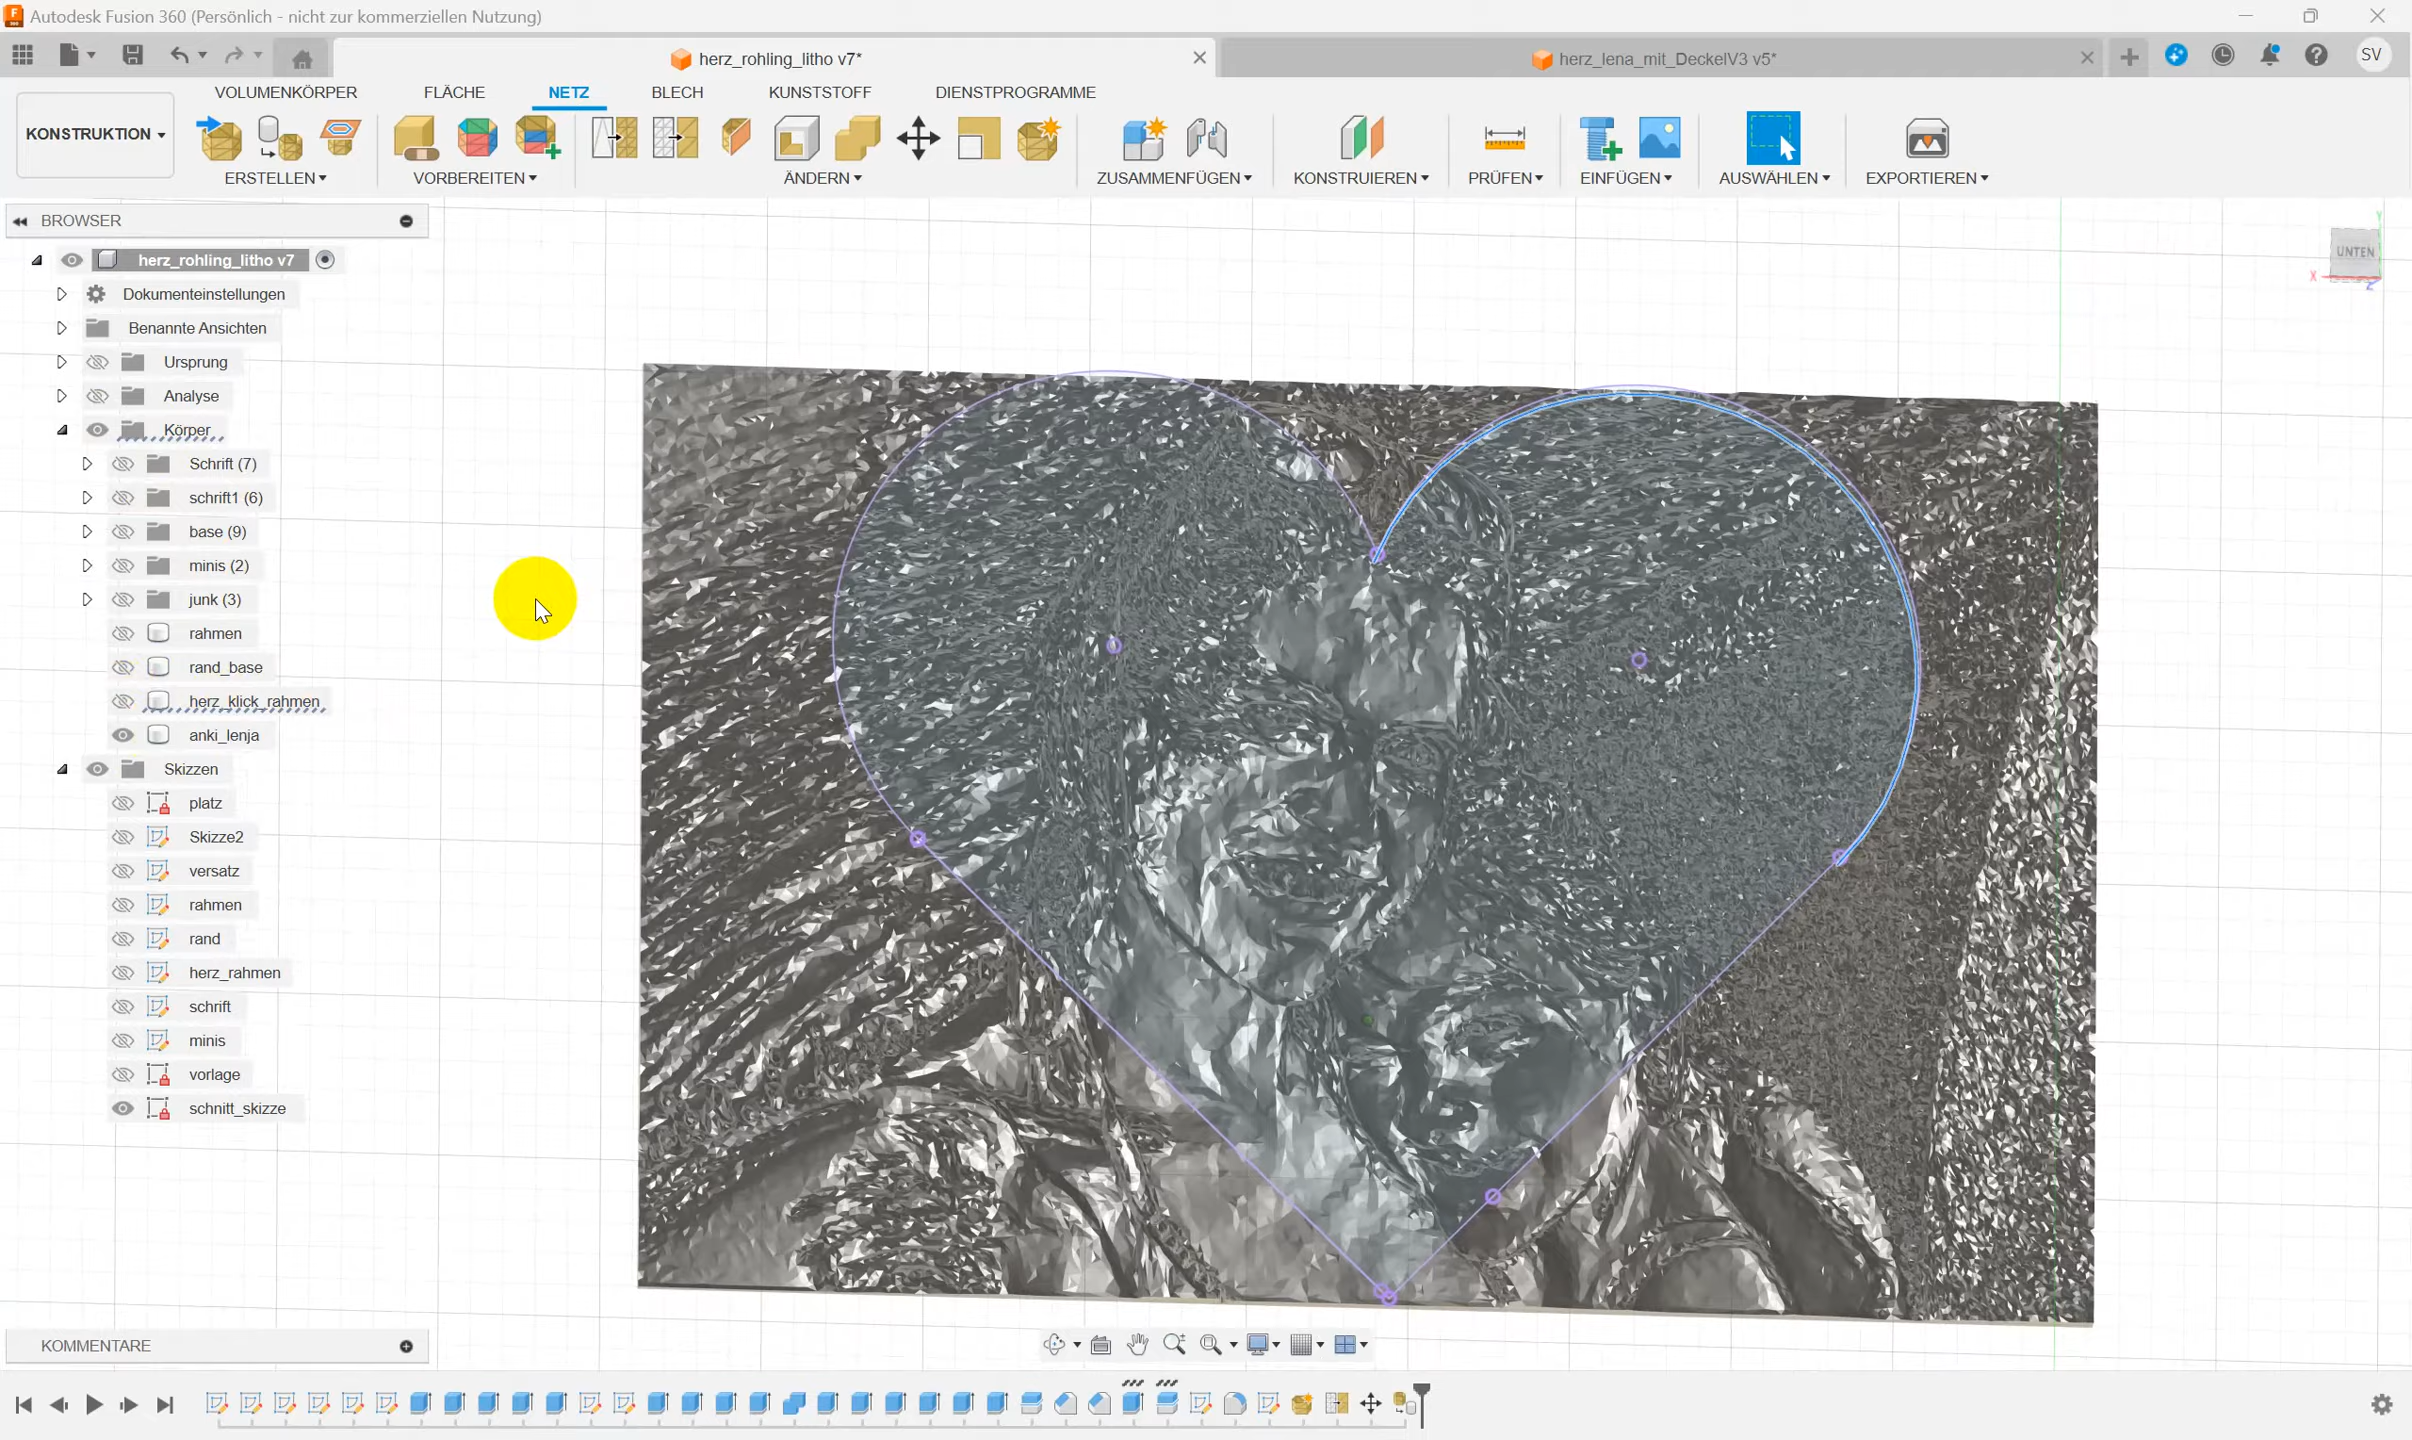 Autodesk Fusion 360 (Persönlich - nicht zur kommerziellen Nutzung)
herz_rohling_litho v7*
herz_lena_mit_DeckelV3 v5*
SV
KONSTRUKTION
VOLUMENKÖRPER
FLÄCHE
NETZ
BLECH
KUNSTSTOFF
DIENSTPROGRAMME
ERSTELLEN
VORBEREITEN
ÄNDERN
ZUSAMMENFÜGEN
KONSTRUIEREN
PRÜFEN
EINFÜGEN
AUSWÄHLEN
EXPORTIEREN
BROWSER
herz_rohling_litho v7
Dokumenteinstellungen
Benannte Ansichten
Ursprung
Analyse
Körper
Schrift (7)
schrift1 (6)
base (9)
minis (2)
junk (3)
rahmen
rand_base
herz_klick_rahmen
anki_lenja
Skizzen
platz
Skizze2
versatz
rahmen
rand
herz_rahmen
schrift
minis
vorlage
schnitt_skizze
Y
UNTEN
X
Z
KOMMENTARE